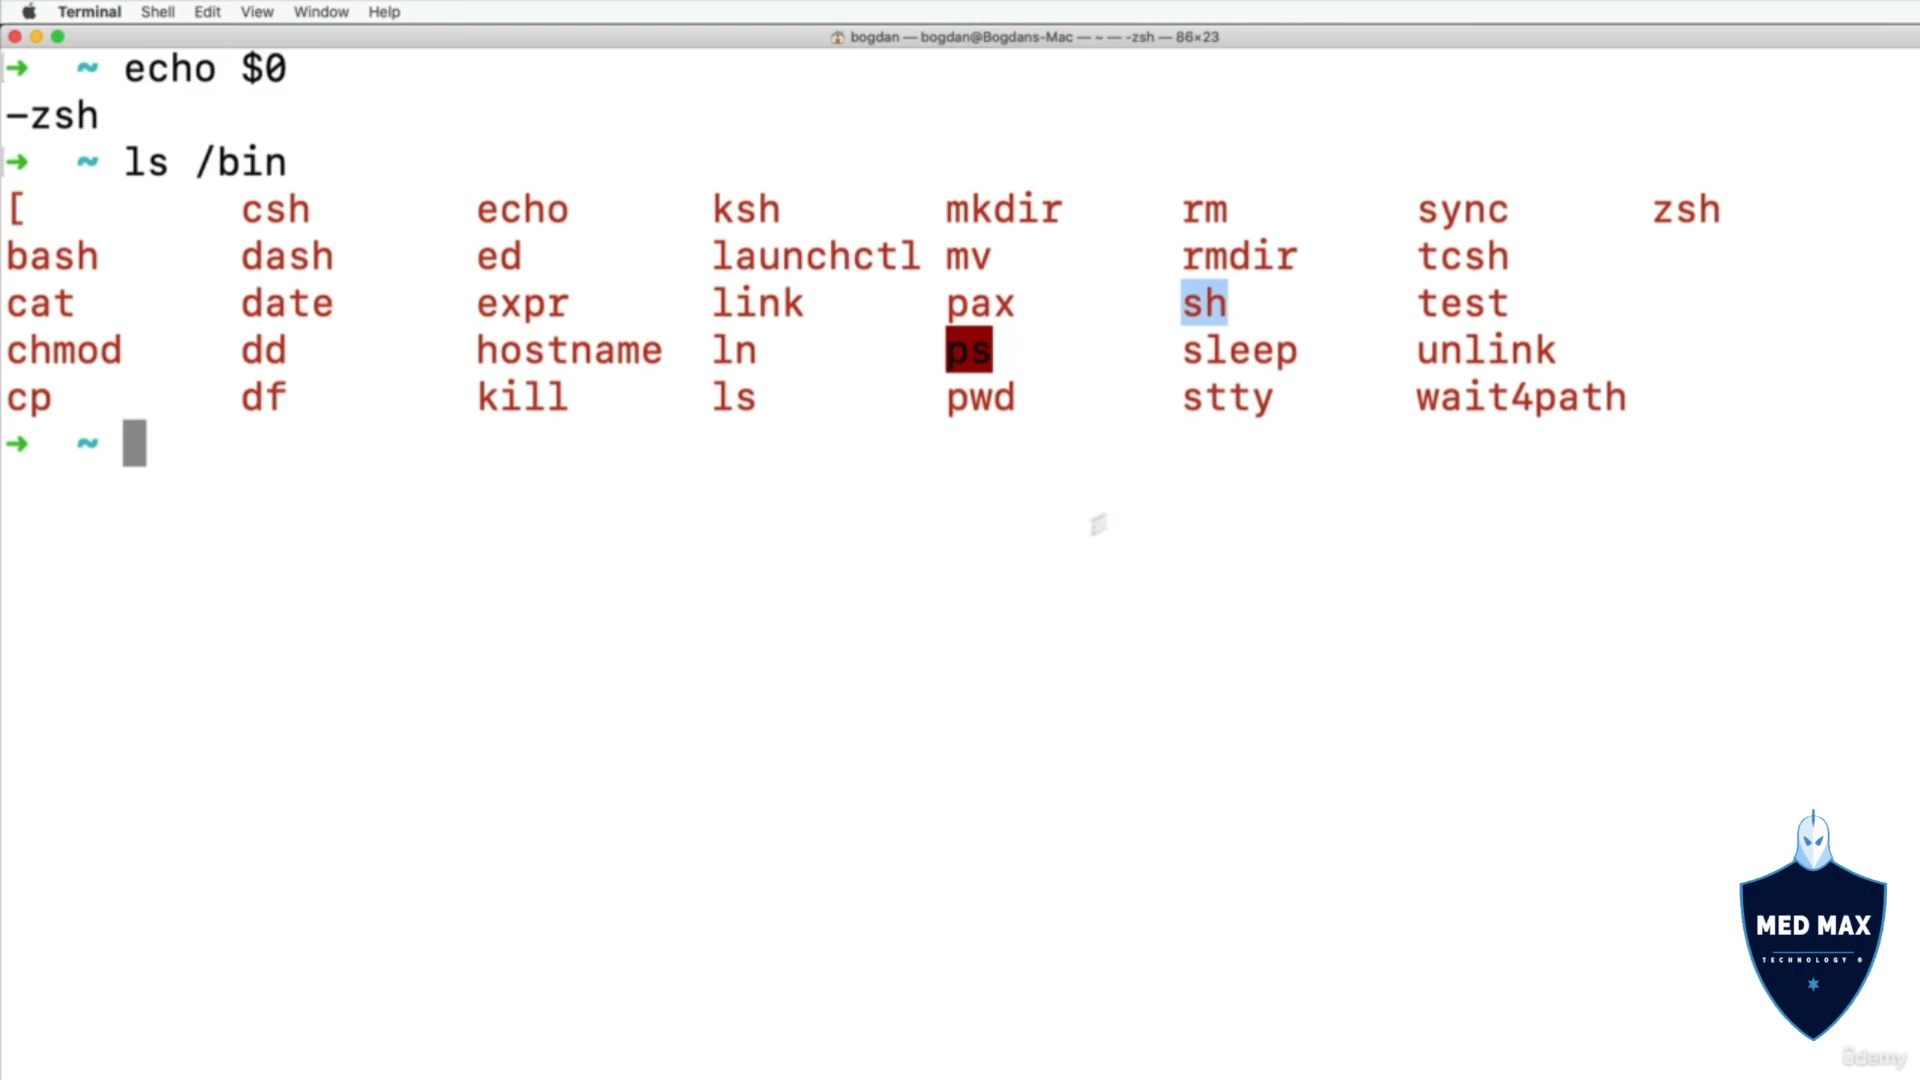 Terminal Shell Edit View Window Help
bogdan — bogdan@Bogdans-Mac — ~ — -zsh — 86×23
➜ ~ echo $0
-zsh
➜ ~ ls /bin
[ csh echo ksh mkdir rm sync zsh
bash dash ed launchctl mv rmdir tcsh
cat date expr link pax sh test
chmod dd hostname ln ps sleep unlink
cp df kill ls pwd stty wait4path
➜ ~
MED MAX
TECHNOLOGY ®
ûdemy